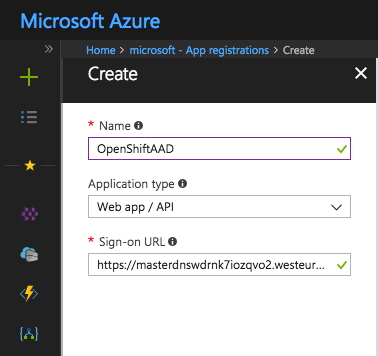 Microsoft Azure
Home > microsoft - App registrations > Create
Create
* Name
OpenShiftAAD
Application type
Web app / API
* Sign-on URL
https://masterdnswdrnk7iozqvo2.westeur...